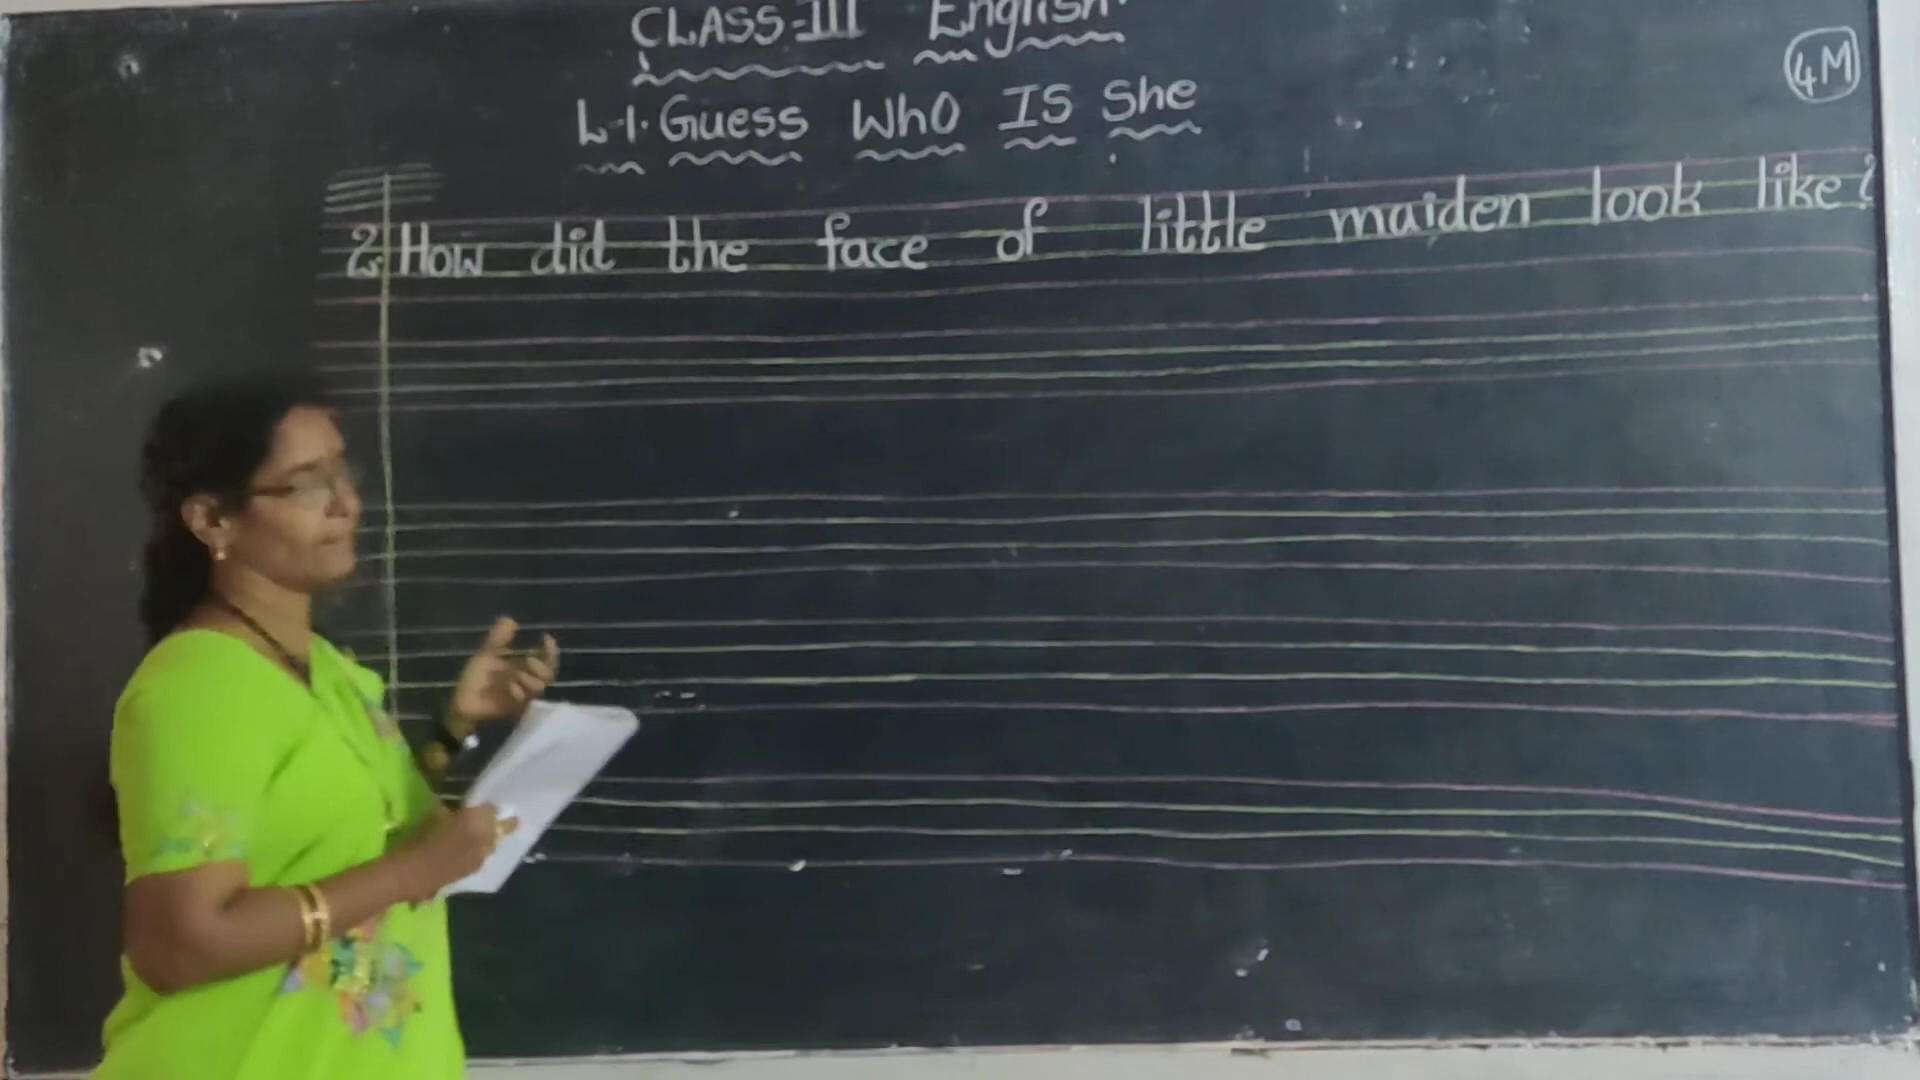 CLASS-III English
L-1. Guess WhO IS She
4M
2. How did the face of little maiden look like?